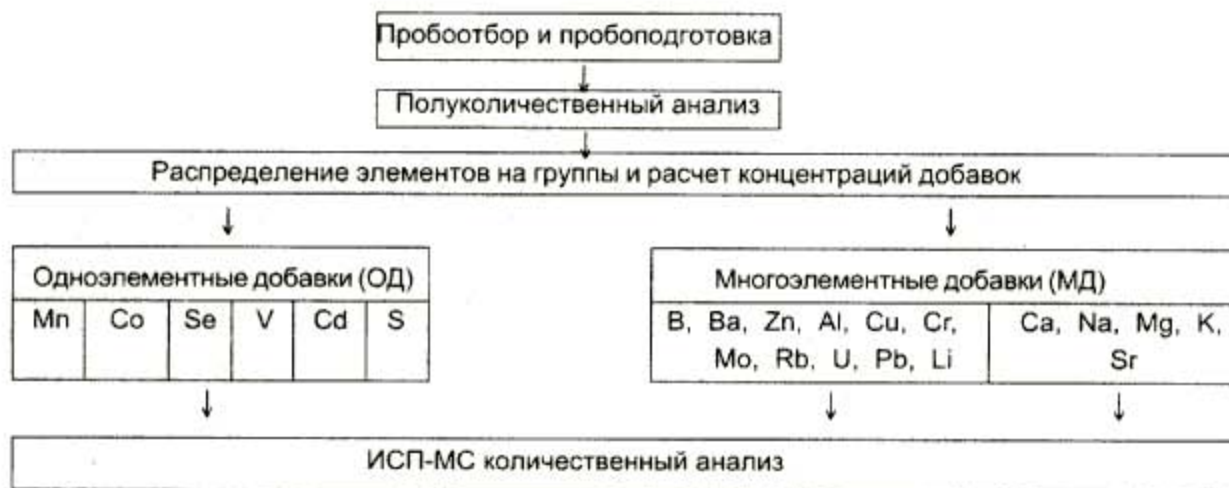 Пробоотбор и пробоподготовка
Полуколичественный анализ
Распределение элементов на группы и расчет концентраций добавок
Одноэлементные добавки (ОД)
Mn Co Se V Cd S
Многоэлементные добавки (МД)
B, Ba, Zn, Al, Cu, Cr,
Mo, Rb, U, Pb, Li
Ca, Na, Mg, K,
Sr
ИСП-МС количественный анализ